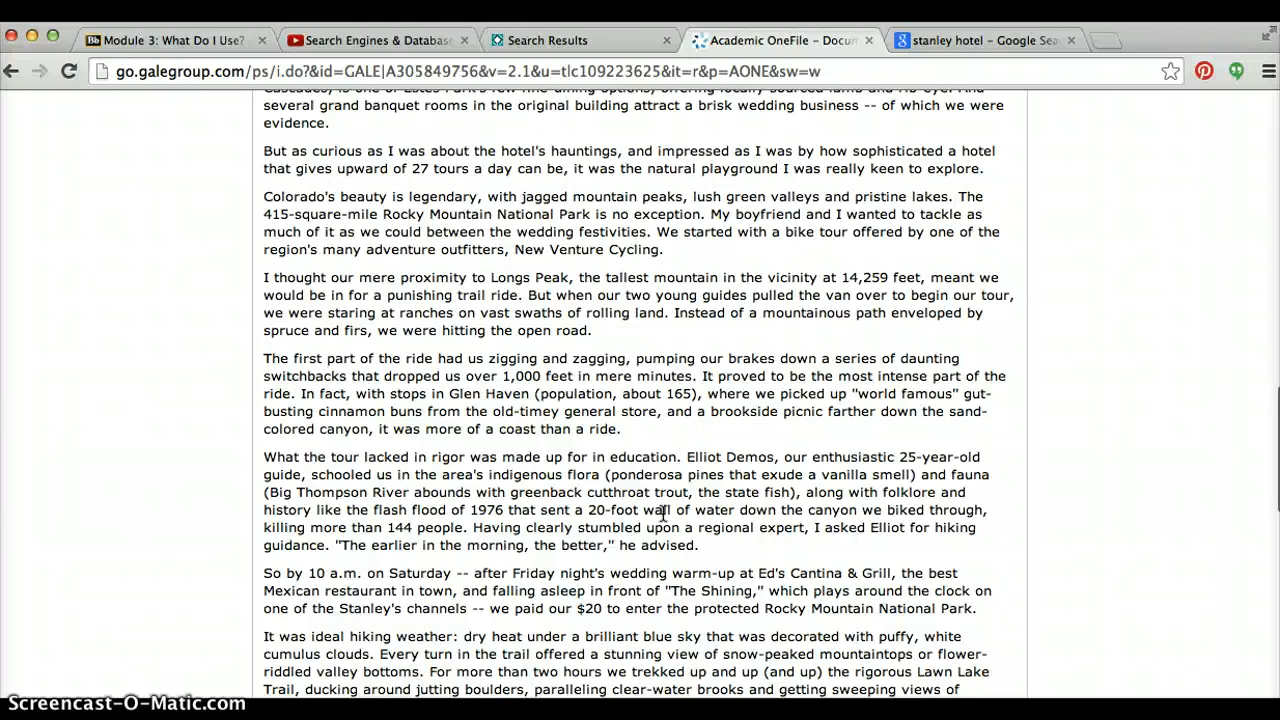 Module 3: What Do I Use?
Search Engines & Database
Search Results
Academic OneFile – Docum
stanley hotel – Google Sea
go.galegroup.com/ps/i.do?&id=GALE|A305849756&v=2.1&u=tlc109223625&it=r&p=AONE&sw=w
several grand banquet rooms in the original building attract a brisk wedding business -- of which we were
evidence.
But as curious as I was about the hotel's hauntings, and impressed as I was by how sophisticated a hotel
that gives upward of 27 tours a day can be, it was the natural playground I was really keen to explore.
Colorado's beauty is legendary, with jagged mountain peaks, lush green valleys and pristine lakes. The
415-square-mile Rocky Mountain National Park is no exception. My boyfriend and I wanted to tackle as
much of it as we could between the wedding festivities. We started with a bike tour offered by one of the
region's many adventure outfitters, New Venture Cycling.
I thought our mere proximity to Longs Peak, the tallest mountain in the vicinity at 14,259 feet, meant we
would be in for a punishing trail ride. But when our two young guides pulled the van over to begin our tour,
we were staring at ranches on vast swaths of rolling land. Instead of a mountainous path enveloped by
spruce and firs, we were hitting the open road.
The first part of the ride had us zigging and zagging, pumping our brakes down a series of daunting
switchbacks that dropped us over 1,000 feet in mere minutes. It proved to be the most intense part of the
ride. In fact, with stops in Glen Haven (population, about 165), where we picked up "world famous" gut-
busting cinnamon buns from the old-timey general store, and a brookside picnic farther down the sand-
colored canyon, it was more of a coast than a ride.
What the tour lacked in rigor was made up for in education. Elliot Demos, our enthusiastic 25-year-old
guide, schooled us in the area's indigenous flora (ponderosa pines that exude a vanilla smell) and fauna
(Big Thompson River abounds with greenback cutthroat trout, the state fish), along with folklore and
history like the flash flood of 1976 that sent a 20-foot wall of water down the canyon we biked through,
killing more than 144 people. Having clearly stumbled upon a regional expert, I asked Elliot for hiking
guidance. "The earlier in the morning, the better," he advised.
So by 10 a.m. on Saturday -- after Friday night's wedding warm-up at Ed's Cantina & Grill, the best
Mexican restaurant in town, and falling asleep in front of "The Shining," which plays around the clock on
one of the Stanley's channels -- we paid our $20 to enter the protected Rocky Mountain National Park.
It was ideal hiking weather: dry heat under a brilliant blue sky that was decorated with puffy, white
cumulus clouds. Every turn in the trail offered a stunning view of snow-peaked mountaintops or flower-
riddled valley bottoms. For more than two hours we trekked up and up (and up) the rigorous Lawn Lake
Trail, ducking around jutting boulders, paralleling clear-water brooks and getting sweeping views of
Screencast-O-Matic.com